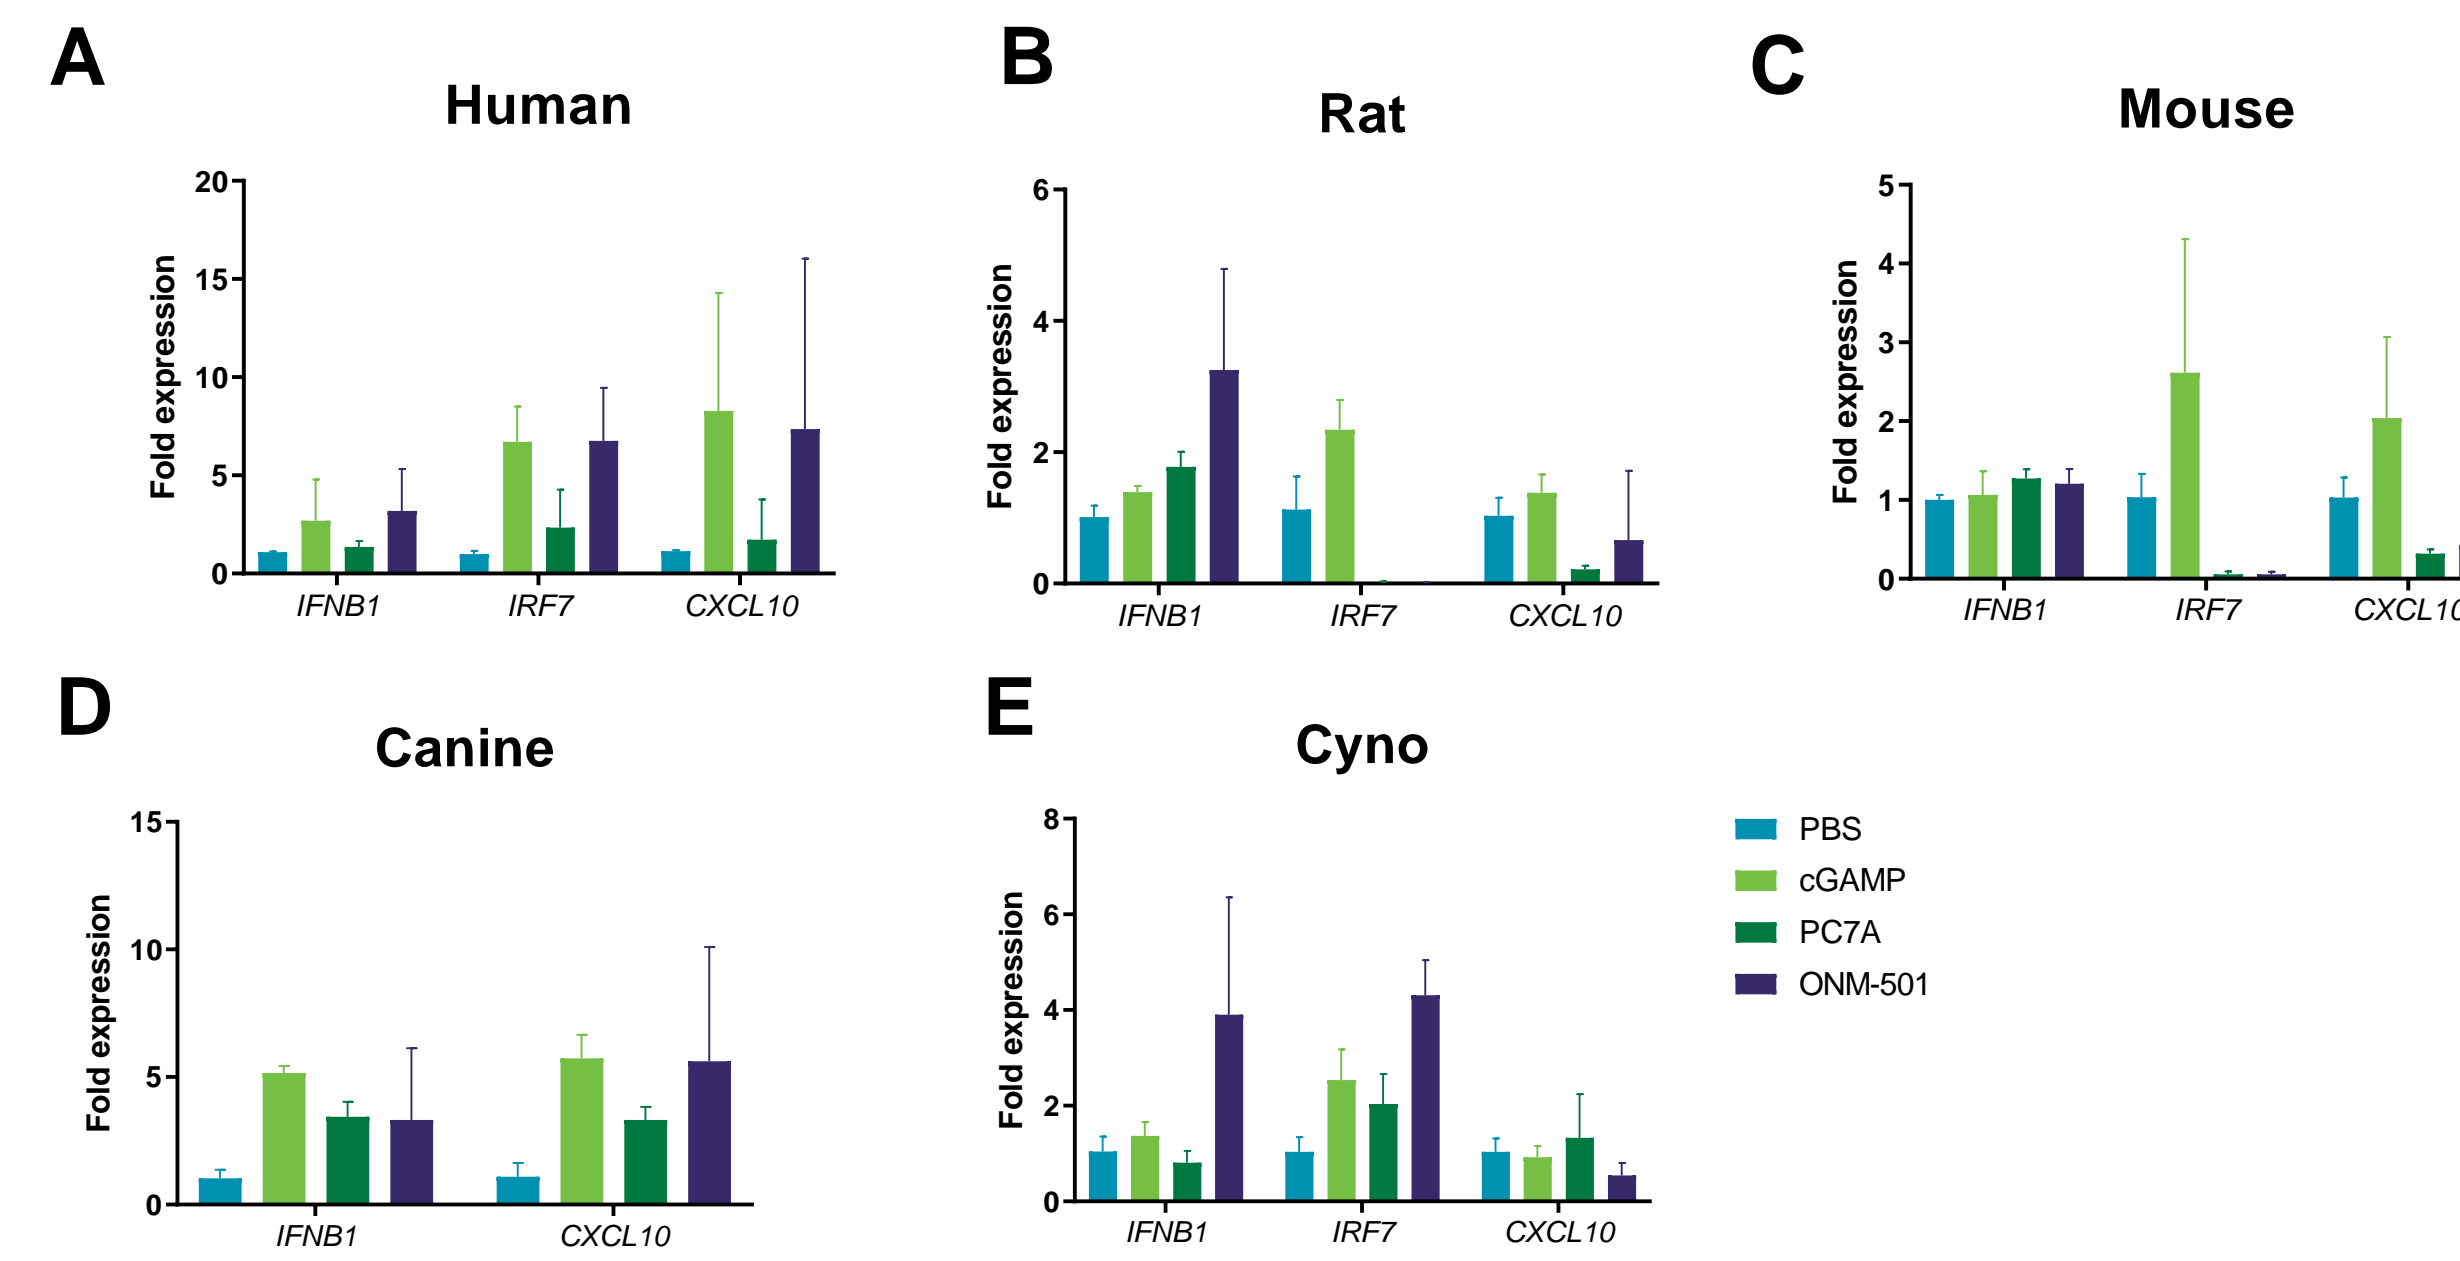 A
Human
Fold expression
20
15
10
5
0
IFNB1
IRF7
CXCL10
B
Rat
Fold expression
6
4
2
0
IFNB1
IRF7
CXCL10
C
Mouse
Fold expression
5
4
3
2
1
0
IFNB1
IRF7
CXCL10
D
Canine
Fold expression
15
10
5
0
IFNB1
CXCL10
E
Cyno
Fold expression
8
6
4
2
0
IFNB1
IRF7
CXCL10
PBS
cGAMP
PC7A
ONM-501